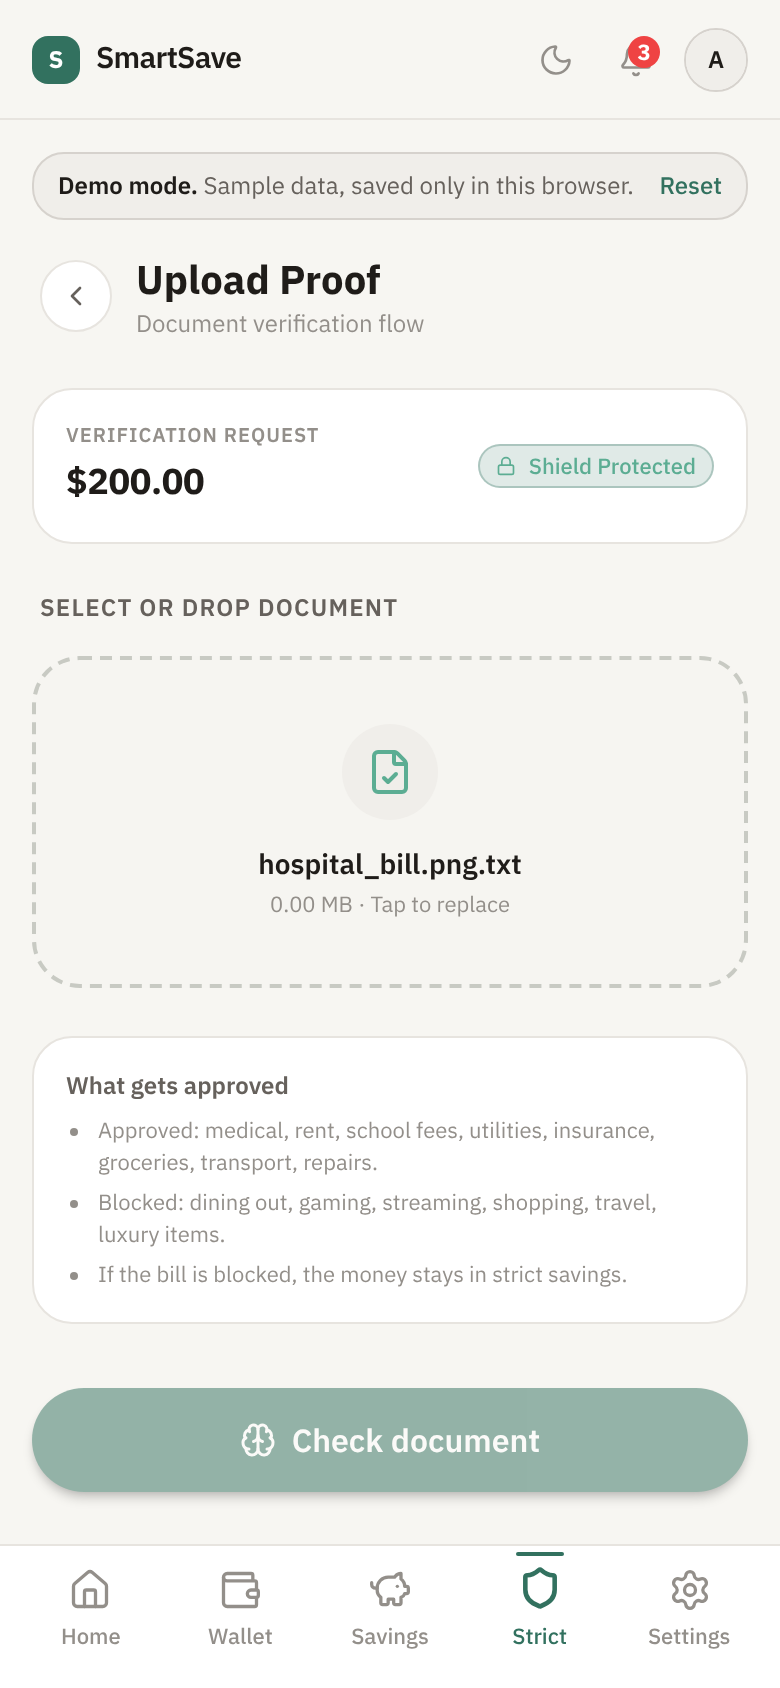 S SmartSave 3 A
Demo mode. Sample data, saved only in this browser. Reset
Upload Proof
Document verification flow
VERIFICATION REQUEST
$200.00
Shield Protected
SELECT OR DROP DOCUMENT
hospital_bill.png.txt
0.00 MB · Tap to replace
What gets approved
• Approved: medical, rent, school fees, utilities, insurance,
groceries, transport, repairs.
• Blocked: dining out, gaming, streaming, shopping, travel,
luxury items.
• If the bill is blocked, the money stays in strict savings.
Check document
Home Wallet Savings Strict Settings